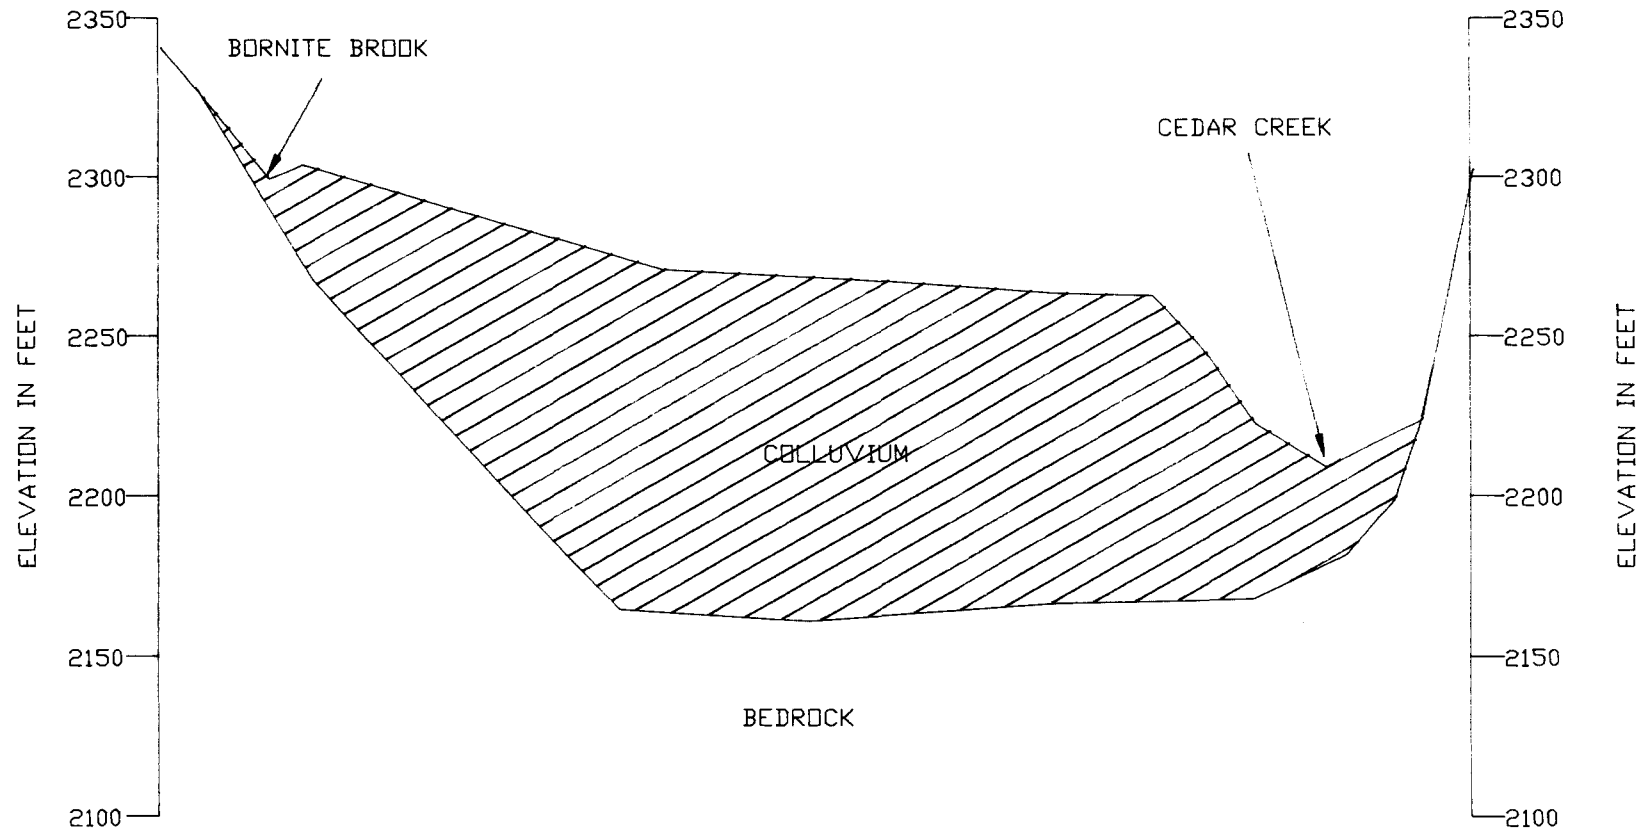 2350
2350
BORNITE BROOK
CEDAR CREEK
2300
2300
2250
2250
ELEVATION IN FEET
ELEVATION IN FEET
COLLUVIUM
2200
2200
2150
2150
BEDROCK
2100
2100